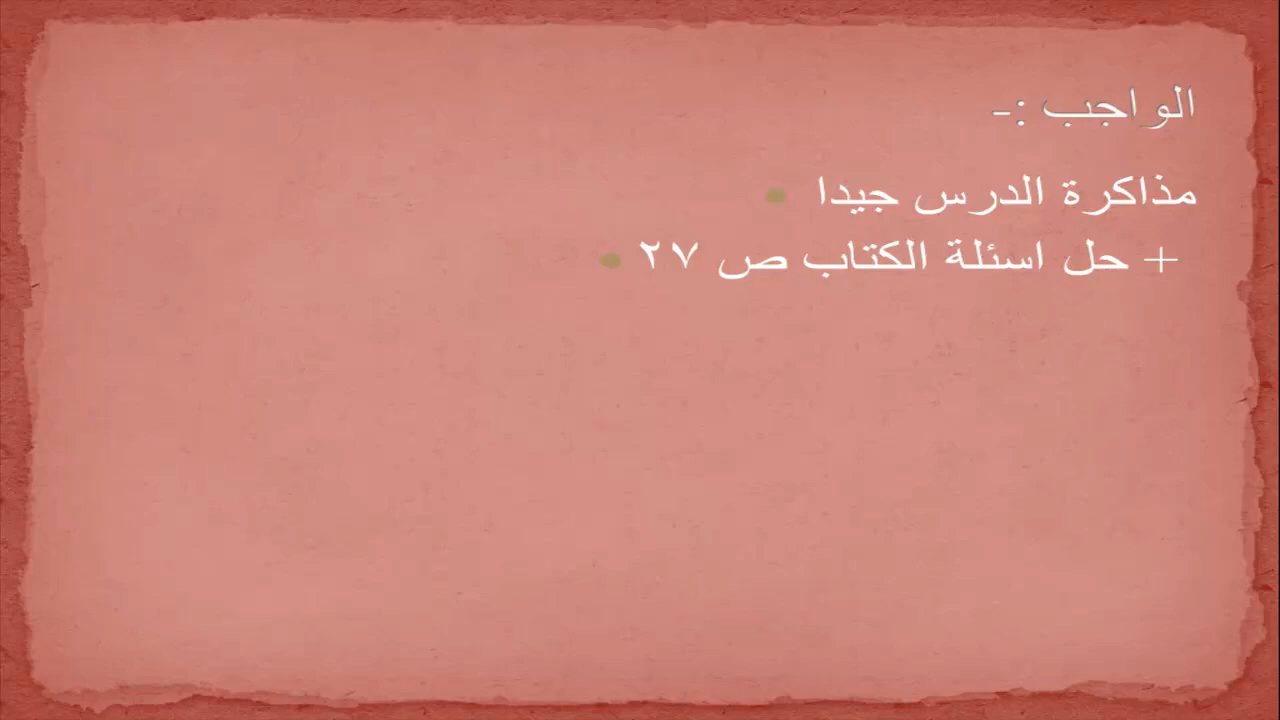 الواجب :-
مذاكرة الدرس جيدا
+ حل اسئلة الكتاب ص ٢٧